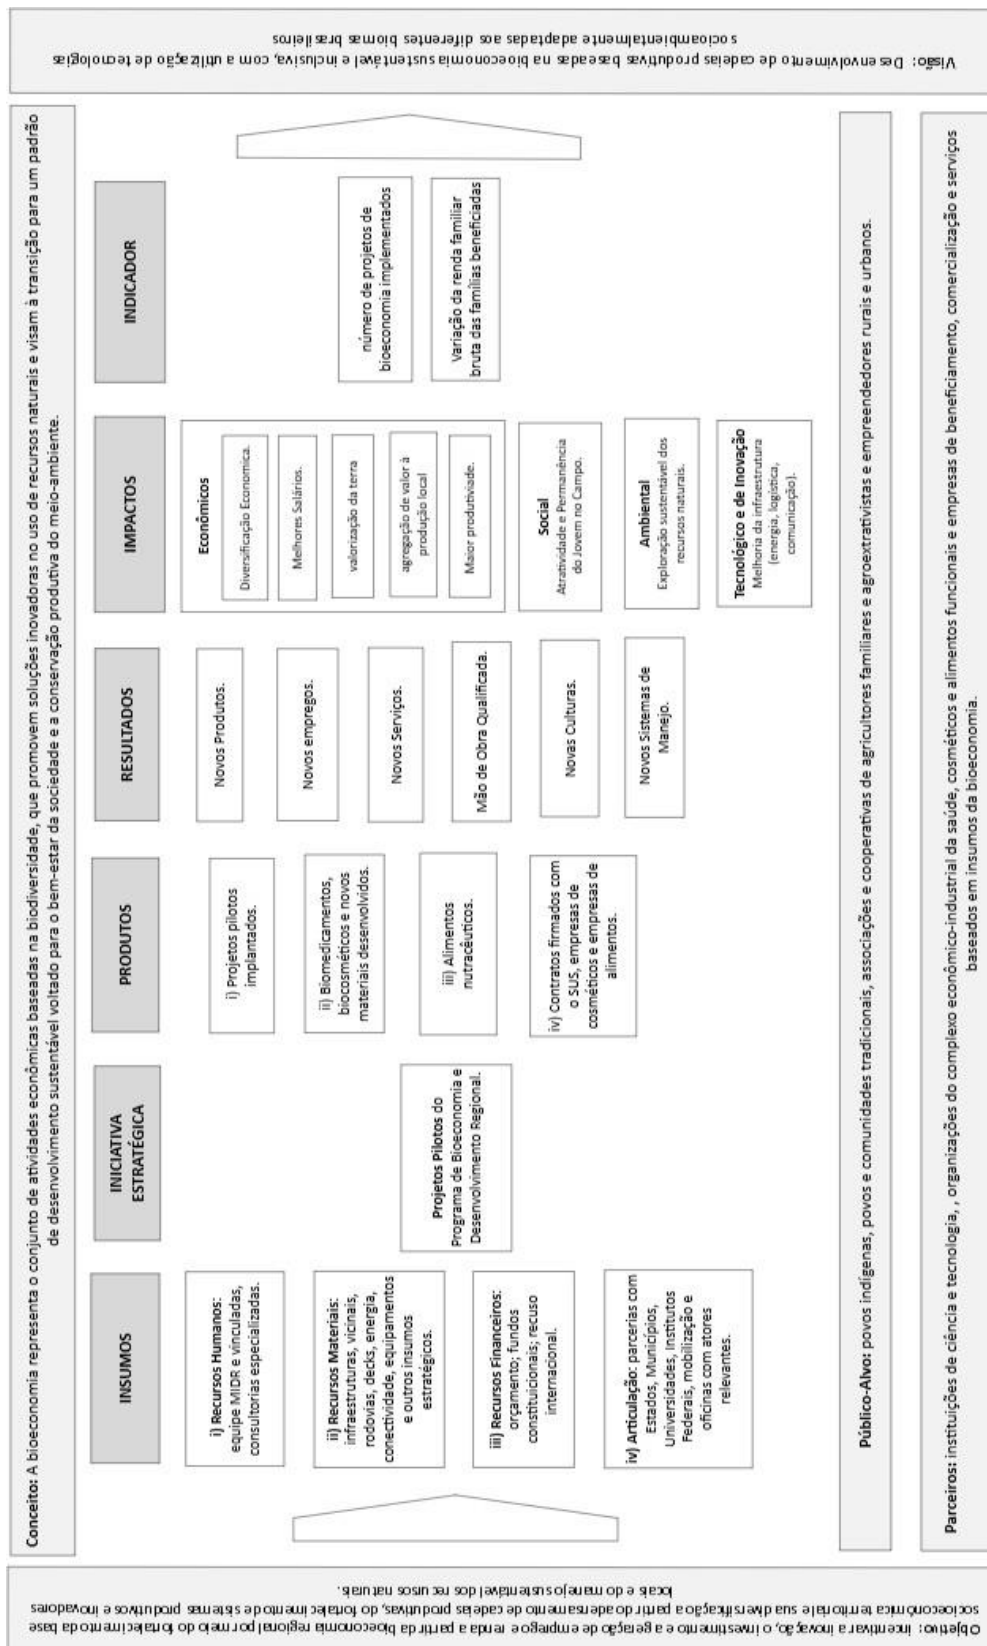 Conceito: A bioeconomia representa o conjunto de atividades econômicas baseadas na biodiversidade, que promovem soluções inovadoras no uso de recursos naturais e visam à transição para um padrão
de desenvolvimento sustentável voltado para o bem-estar da sociedade e a conservação produtiva do meio-ambiente.
Objetivo: incentivar a inovação, o investimento e a geração de emprego e renda a partir da bioeconomia regional por meio do fortalecimento da base
socioeconômica territorial e sua diversificação a partir do adensamento de cadeias produtivas, do fortalecimento de sistemas produtivos e inovadores
locais e do manejo sustentável dos recursos naturais.
INSUMOS
i) Recursos Humanos:
equipe MIDR e vinculadas,
consultorias especializadas.
ii) Recursos Materiais:
infraestruturas, vicinais,
rodovias, decks, energia,
conectividade, equipamentos
e outros insumos
estratégicos.
iii) Recursos Financeiros:
orçamento; fundos
constituicionais; recuso
internacional.
iv) Articulação: parcerias com
Estados, Municípios,
Universidades, Institutos
Federais, mobilização e
oficinas com atores
relevantes.
INICIATIVA
ESTRATÉGICA
Projetos Pilotos do
Programa de Bioeconomia e
Desenvolvimento Regional.
PRODUTOS
i) Projetos pilotos
implantados.
ii) Biomedicamentos,
biocosméticos e novos
materiais desenvolvidos.
iii) Alimentos
nutracêuticos.
iv) Contratos firmados com
o SUS, empresas de
cosméticos e empresas de
alimentos.
RESULTADOS
Novos Produtos.
Novos empregos.
Novos Serviços.
Mão de Obra Qualificada.
Novas Culturas.
Novos Sistemas de
Manejo.
IMPACTOS
Econômicos
Diversificação Economica.
Melhores Salários.
valorização da terra
agregação de valor à
produção local
Maior produtiviade.
Social
Atratividade e Permanência
do Jovem no Campo.
Ambiental
Exploração sustentável dos
recursos naturais.
Tecnológico e de Inovação
Melhoria da infraestrutura
(energia, logística,
comunicação).
INDICADOR
número de projetos de
bioeconomia implementados
Variação da renda familiar
bruta das famílias beneficiadas
Visão: Desenvolvimento de cadeias produtivas baseadas na bioeconomia sustentável e inclusiva, com a utilização de tecnologias
socioambientalmente adaptadas aos diferentes biomas brasileiros
Público-Alvo: povos indígenas, povos e comunidades tradicionais, associações e cooperativas de agricultores familiares e agroextrativistas e empreendedores rurais e urbanos.
Parceiros: instituições de ciência e tecnologia, , organizações do complexo econômico-industrial da saúde, cosméticos e alimentos funcionais e empresas de beneficiamento, comercialização e serviços
baseados em insumos da bioeconomia.